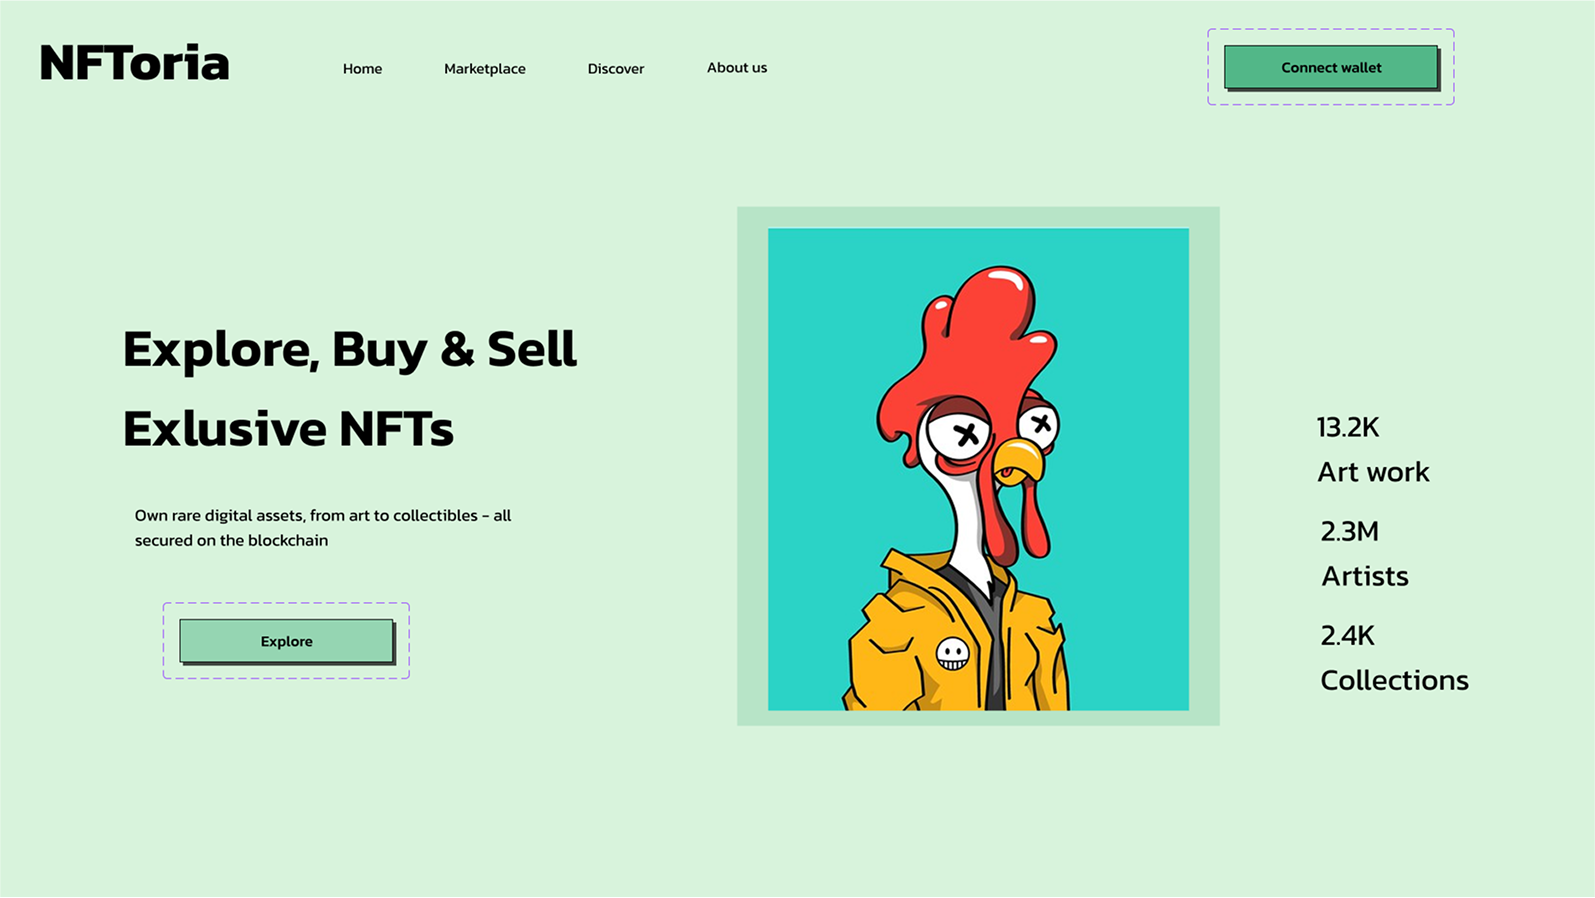 NFToria
Home
Marketplace
Discover
About us
Connect wallet
Explore, Buy & Sell
Exlusive NFTs
Own rare digital assets, from art to collectibles - all
secured on the blockchain
Explore
13.2K
Art work
2.3M
Artists
2.4K
Collections